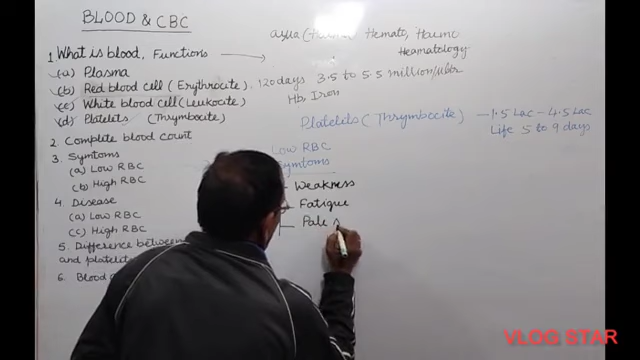 BLOOD & CBC
1 What is blood, Functions
(a) Plasma
(b) Red blood cell (Erythrocite)
(c) White blood cell (Leukocite)
(d) Platelets (Thrymbocite)
2 Complete blood count
3. Symtoms
(a) Low RBC
(b) High RBC
4. Disease
(a) Low RBC
(c) High RBC
5. Difference between
and platele
6. Blood
Hemato, Haemo
Heamatology
120 days 3.5 to 5.5 million/
Hb, Iron
Platelets (Thrymbocite) - 1.5 Lac - 4.5 Lac
Life 5 to 9 days
Low RBC
Symtoms
Weakness
Fatigue
Pale
VLOG STAR